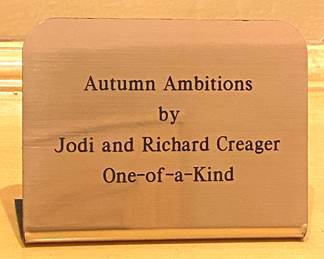 Autumn Ambitions
by
Jodi and Richard Creager
One-of-a-Kind